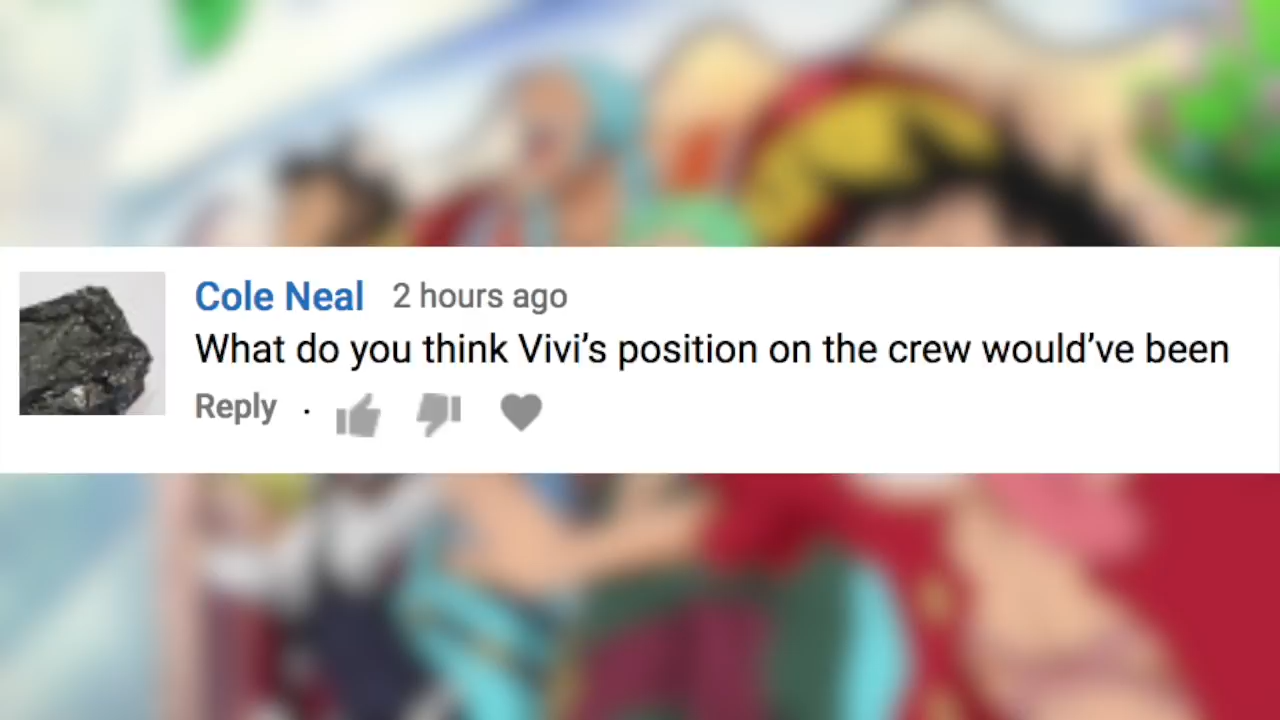 Cole Neal 2 hours ago
What do you think Vivi’s position on the crew would’ve been
Reply ·